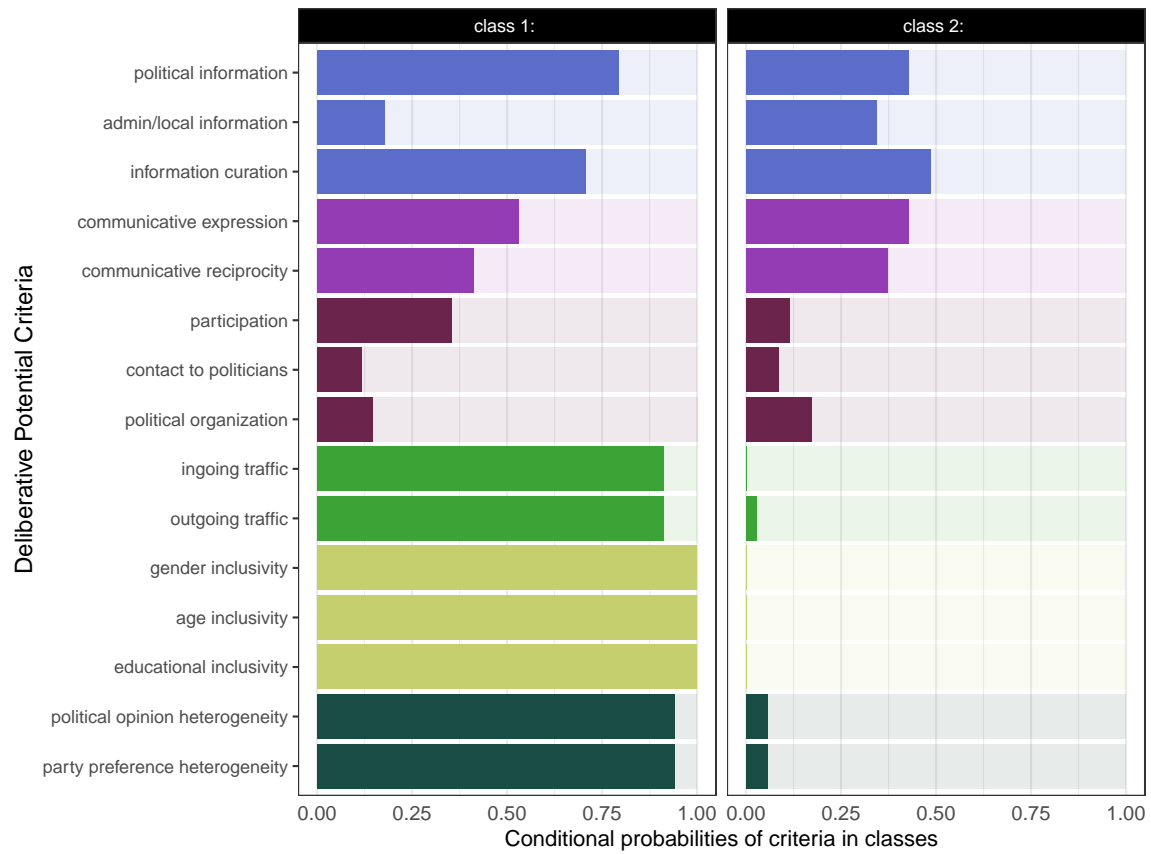 class 1:
class 2:
Deliberative Potential Criteria
political information
admin/local information
information curation
communicative expression
communicative reciprocity
participation
contact to politicians
political organization
ingoing traffic
outgoing traffic
gender inclusivity
age inclusivity
educational inclusivity
political opinion heterogeneity
party preference heterogeneity
0.00 0.25 0.50 0.75 1.00
0.00 0.25 0.50 0.75 1.00
Conditional probabilities of criteria in classes